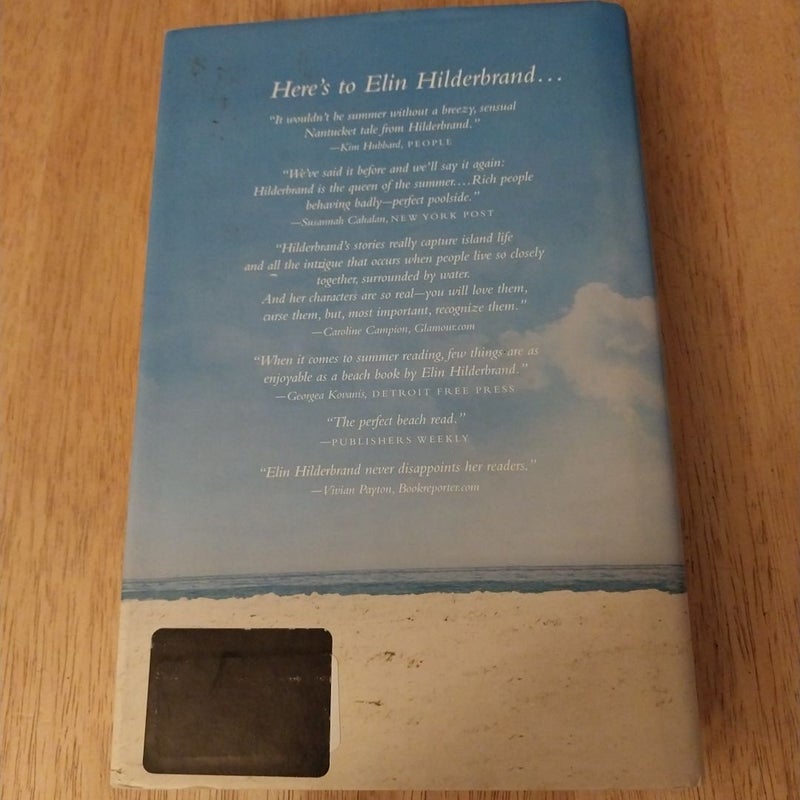 Here's to Elin Hilderbrand...
"It wouldn't be summer without a breezy, sensual
Nantucket tale from Hilderbrand."
—Kim Hubbard, PEOPLE
"We've said it before and we'll say it again:
Hilderbrand is the queen of the summer....Rich people
behaving badly—perfect poolside."
—Susannah Cahalan, NEW YORK POST
"Hilderbrand's stories really capture island life
and all the intrigue that occurs when people live so closely
together, surrounded by water.
And her characters are so real—you will love them,
curse them, but, most important, recognize them."
—Caroline Campion, Glamour.com
"When it comes to summer reading, few things are as
enjoyable as a beach book by Elin Hilderbrand."
—Georgea Kovanis, DETROIT FREE PRESS
"The perfect beach read."
—PUBLISHERS WEEKLY
"Elin Hilderbrand never disappoints her readers."
—Vivian Payton, Bookreporter.com